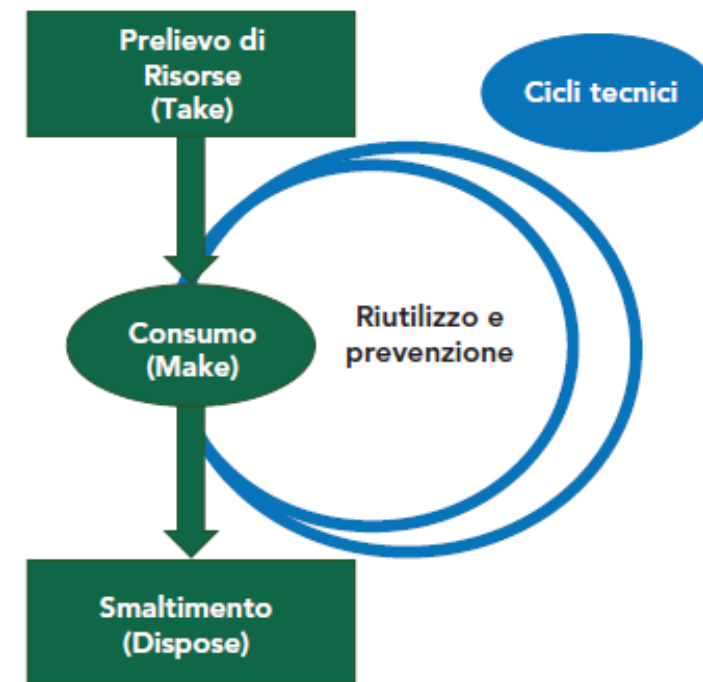 Prelievo di
Risorse
(Take)
Cicli tecnici
Riutilizzo e
prevenzione
Consumo
(Make)
Smaltimento
(Dispose)